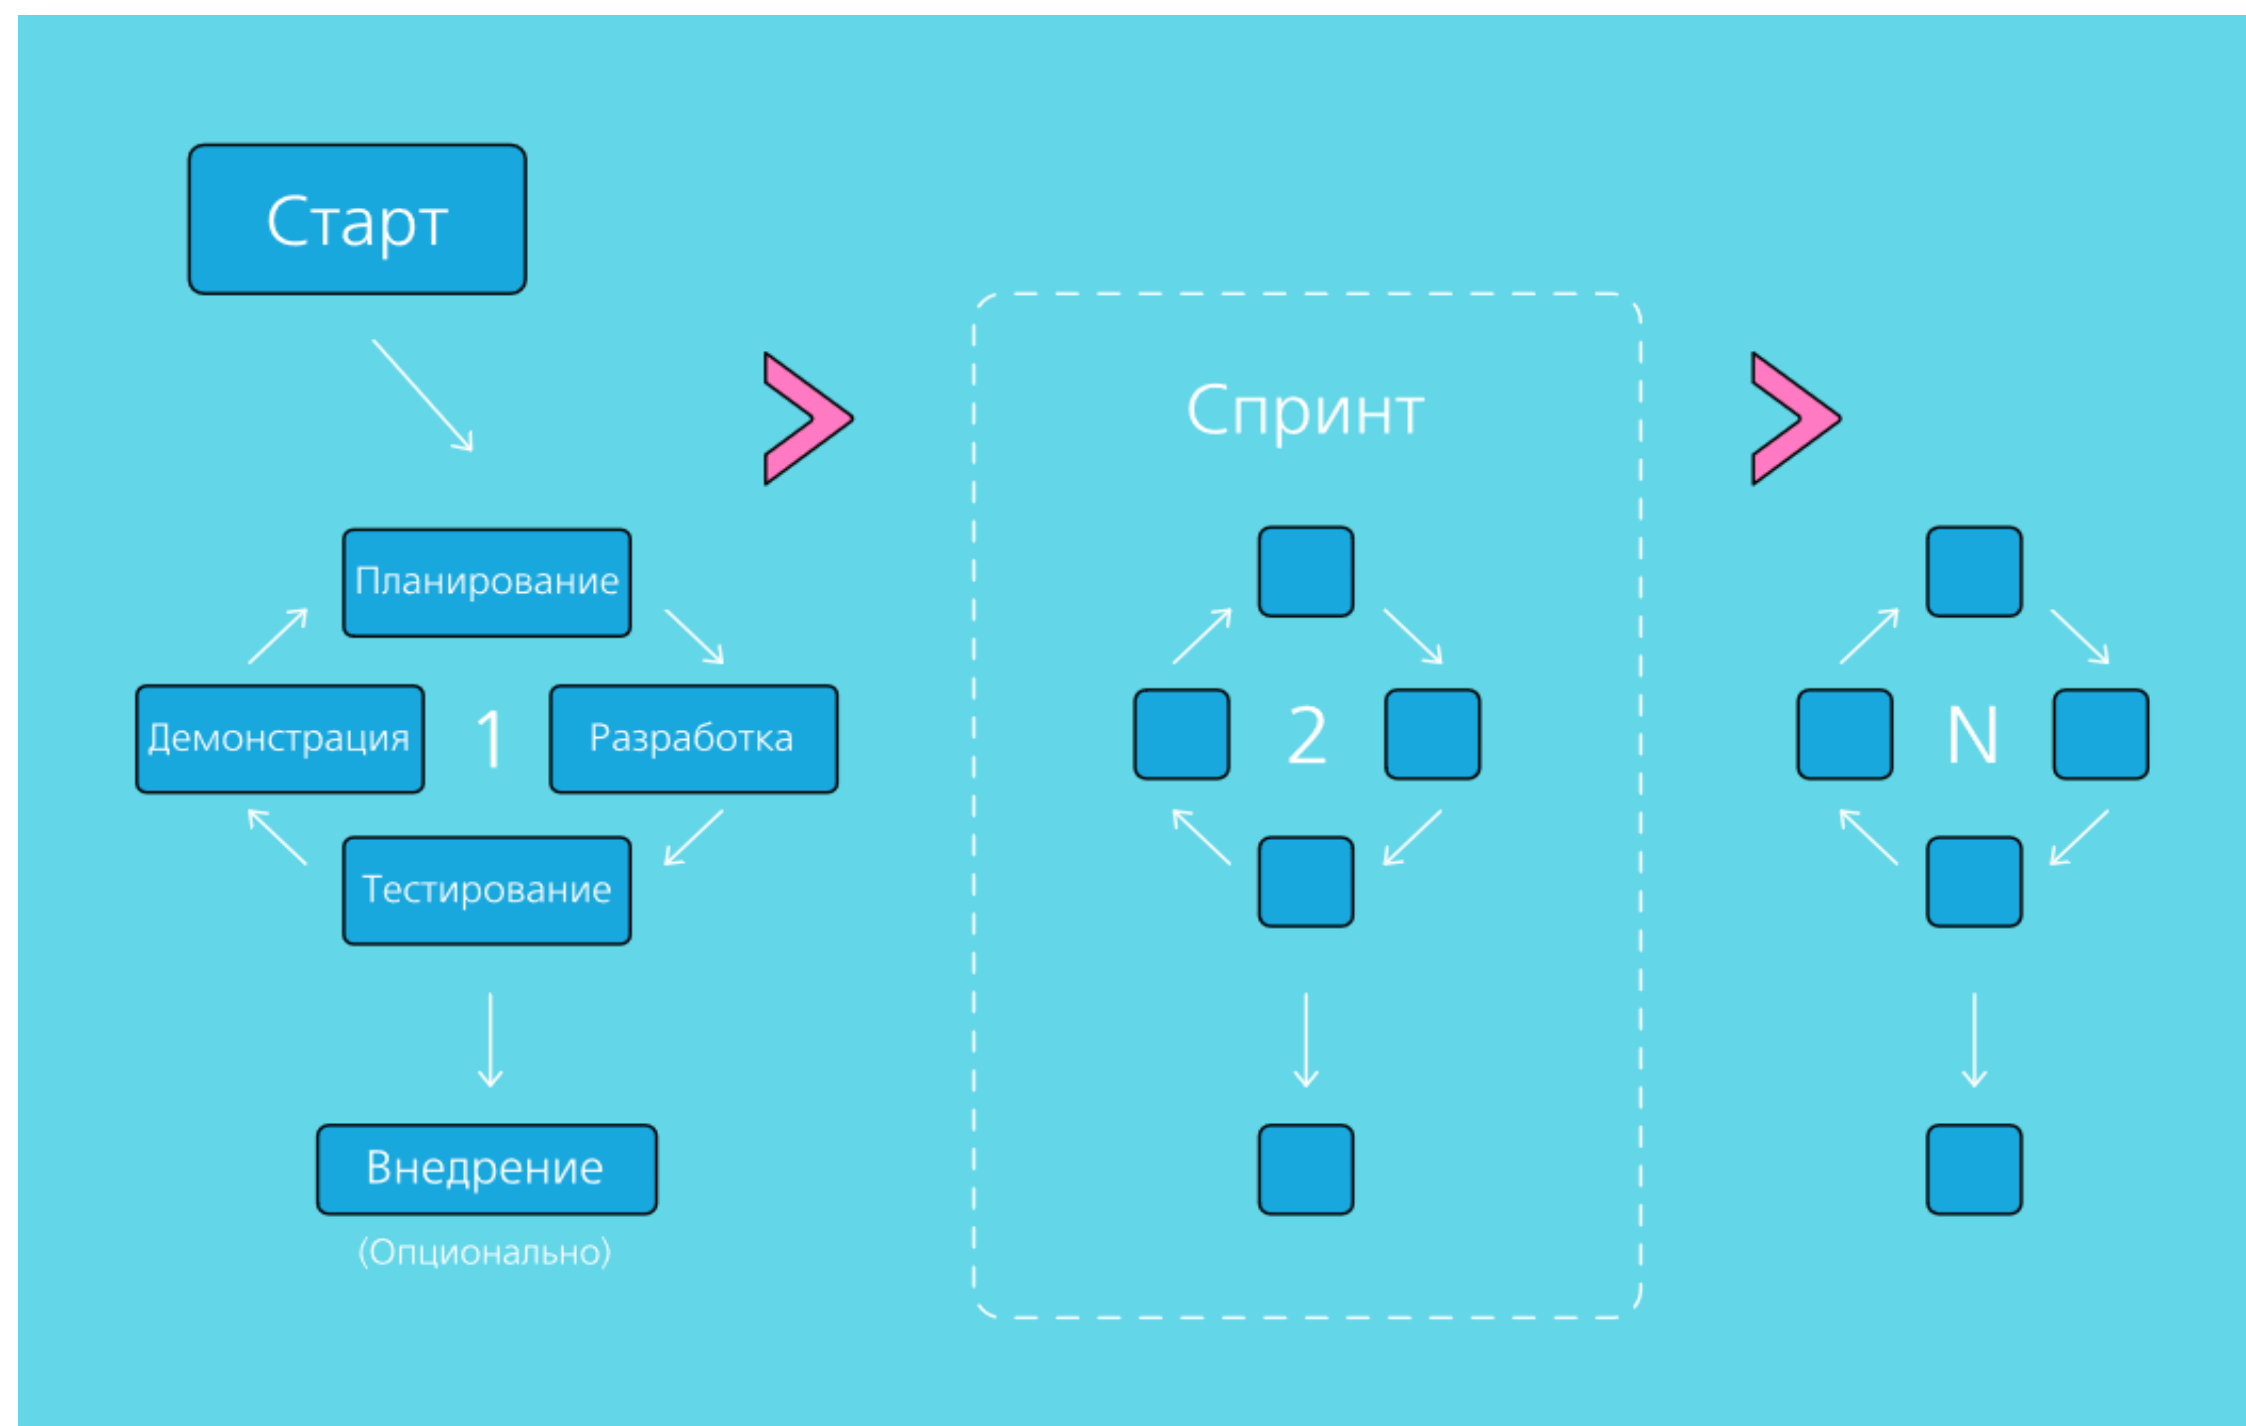 Старт
Спринт
Планирование
Демонстрация
1
Разработка
2
N
Тестирование
Внедрение
(Опционально)